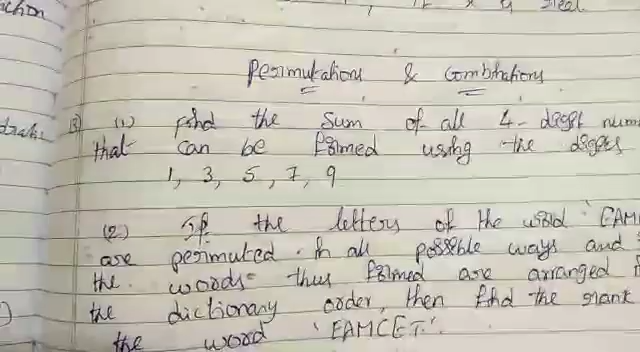 Permutations & Combinations
(1) Find the sum of all 4-digit num
that can be formed using the digits
1, 3, 5, 7, 9
(2) If the letters of the word 'EAM
are permuted in all possible ways and
the words thus formed are arranged
the dictionary order, then find the rank
the word 'EAMCET'.